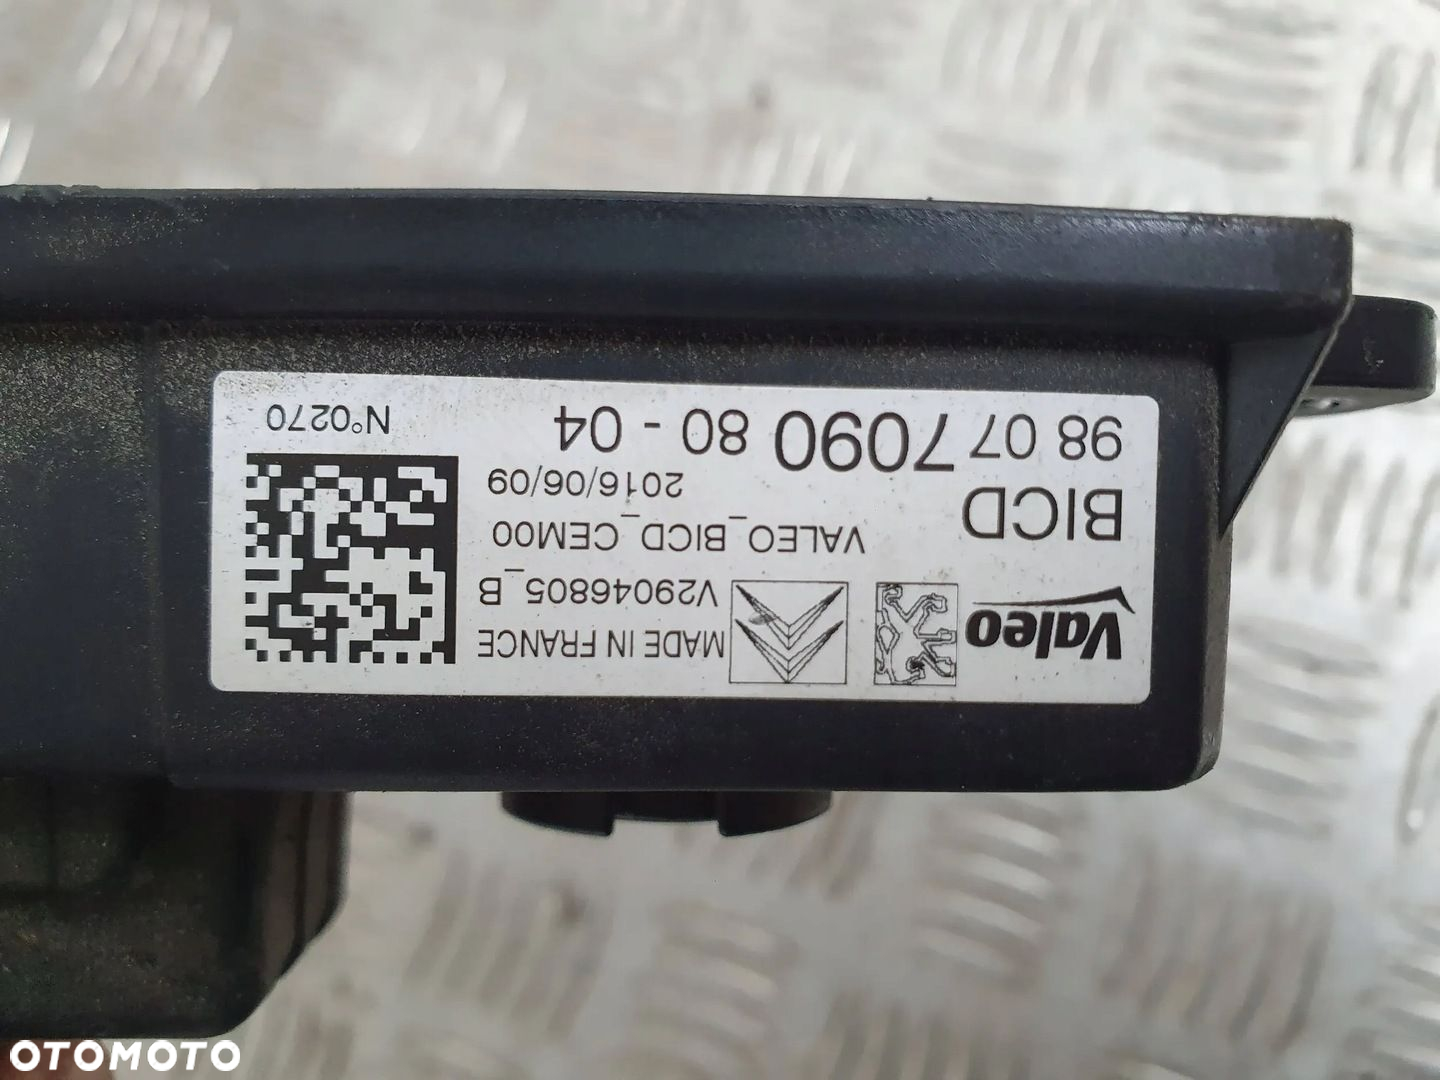 Valeo
MADE IN FRANCE
V29046805_B
BICD
VALEO_BICD_CEM00
2016/06/09
98 07 7090 80 - 04
N°0270
OTOMOTO